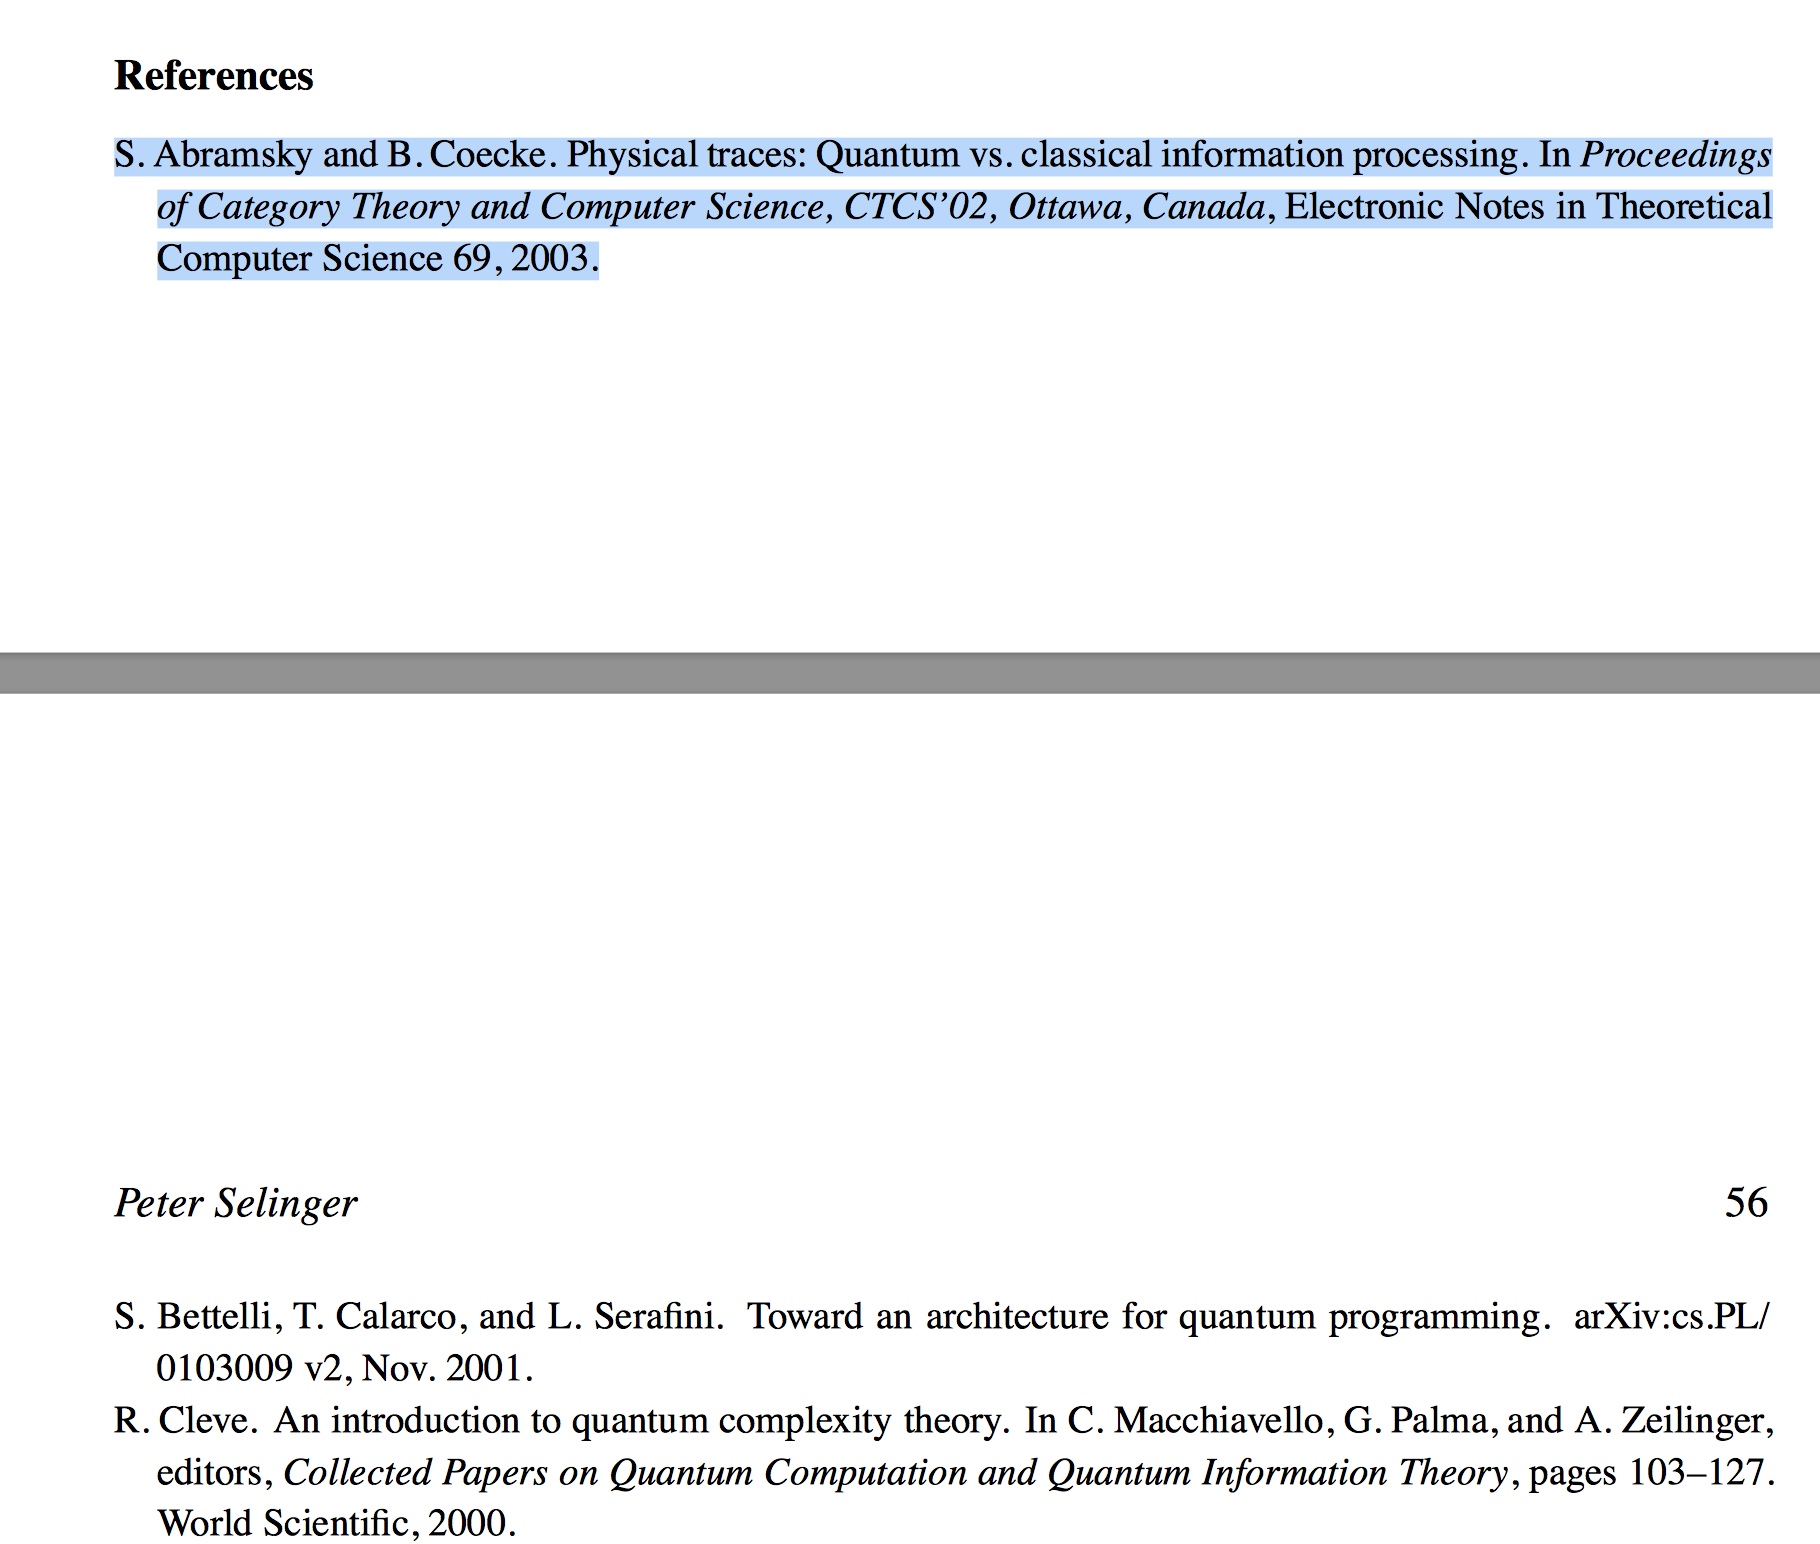 References
S. Abramsky and B. Coecke. Physical traces: Quantum vs. classical information processing. In Proceedings
of Category Theory and Computer Science, CTCS’02, Ottawa, Canada, Electronic Notes in Theoretical
Computer Science 69, 2003.
Peter Selinger 56
S. Bettelli, T. Calarco, and L. Serafini. Toward an architecture for quantum programming. arXiv:cs.PL/
0103009 v2, Nov. 2001.
R. Cleve. An introduction to quantum complexity theory. In C. Macchiavello, G. Palma, and A. Zeilinger,
editors, Collected Papers on Quantum Computation and Quantum Information Theory, pages 103–127.
World Scientific, 2000.